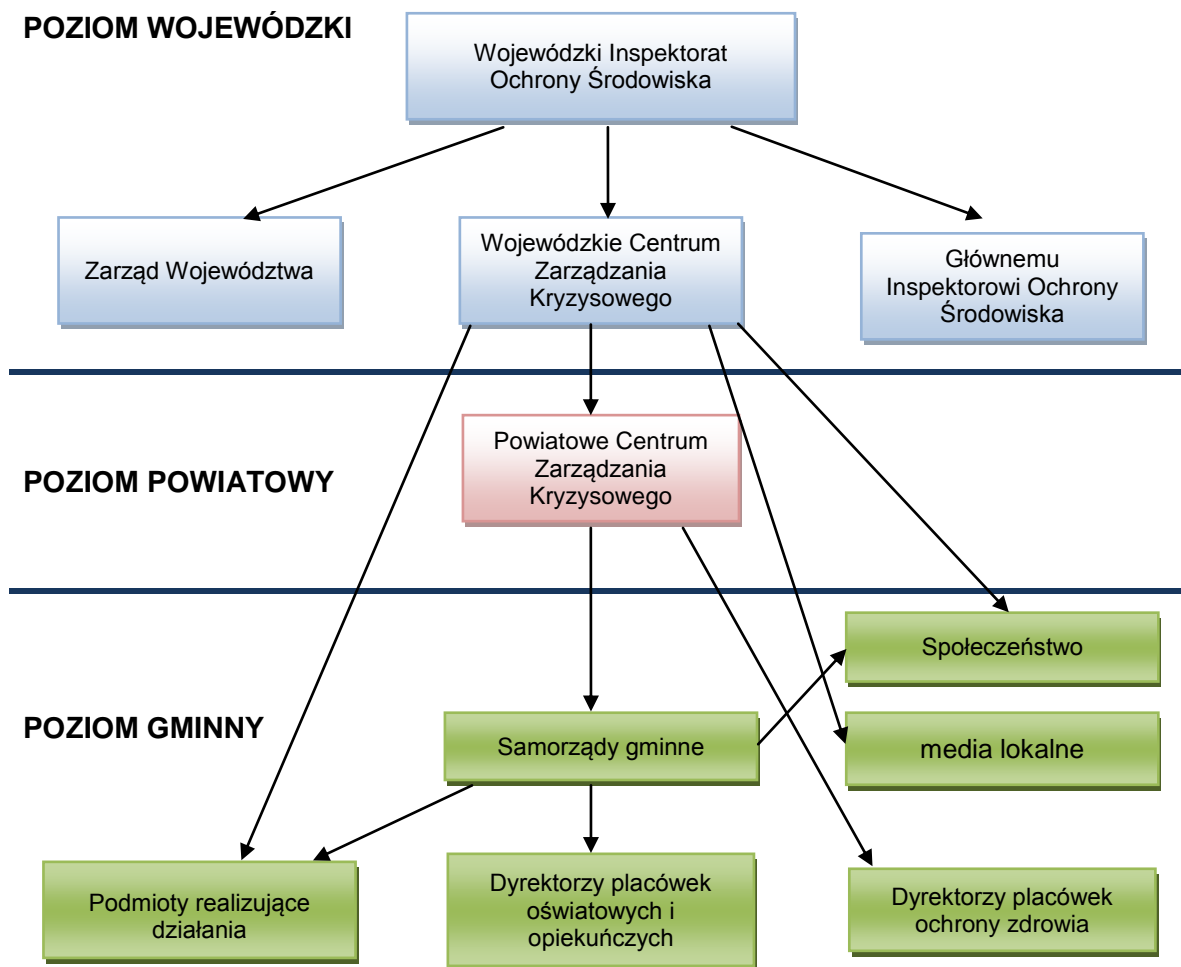 POZIOM WOJEWÓDZKI
Wojewódzki Inspektorat
Ochrony Środowiska
Zarząd Województwa
Wojewódzkie Centrum
Zarządzania
Kryzysowego
Głównemu
Inspektorowi Ochrony
Środowiska
POZIOM POWIATOWY
Powiatowe Centrum
Zarządzania
Kryzysowego
Społeczeństwo
POZIOM GMINNY
Samorządy gminne
media lokalne
Podmioty realizujące
działania
Dyrektorzy placówek
oświatowych i
opiekuńczych
Dyrektorzy placówek
ochrony zdrowia